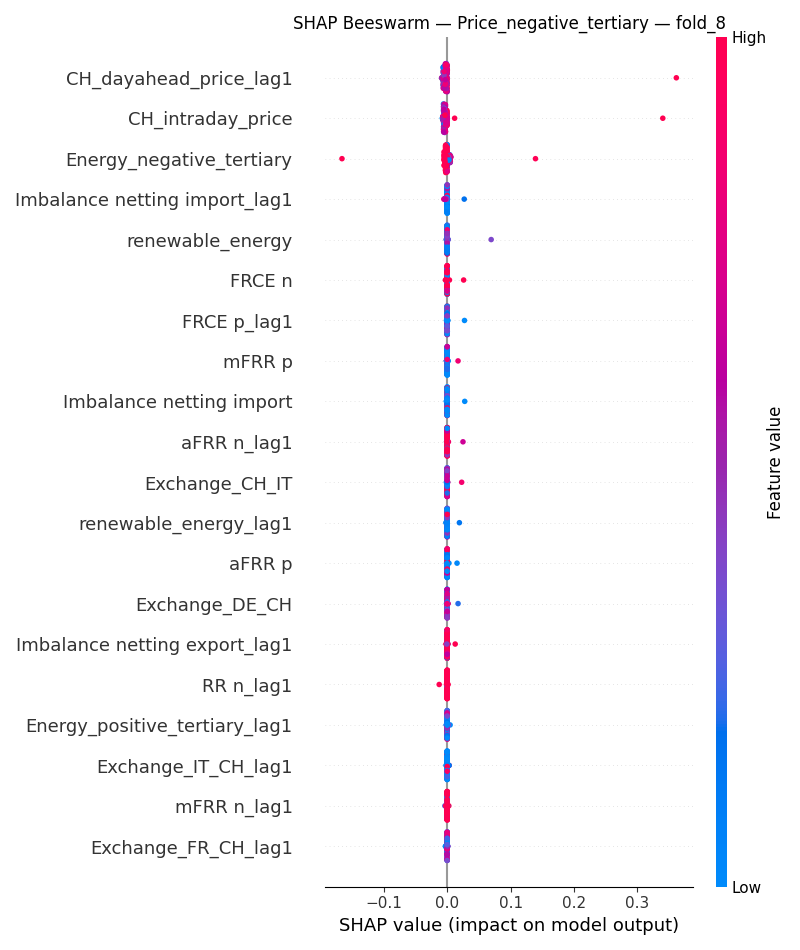 SHAP Beeswarm — Price_negative_tertiary — fold_8
High
CH_dayahead_price_lag1
CH_intraday_price
Energy_negative_tertiary
Imbalance netting import_lag1
renewable_energy
FRCE n
FRCE p_lag1
mFRR p
Imbalance netting import
aFRR n_lag1
Exchange_CH_IT
renewable_energy_lag1
aFRR p
Exchange_DE_CH
Imbalance netting export_lag1
RR n_lag1
Energy_positive_tertiary_lag1
Exchange_IT_CH_lag1
mFRR n_lag1
Exchange_FR_CH_lag1
Feature value
Low
−0.1 0.0 0.1 0.2 0.3
SHAP value (impact on model output)